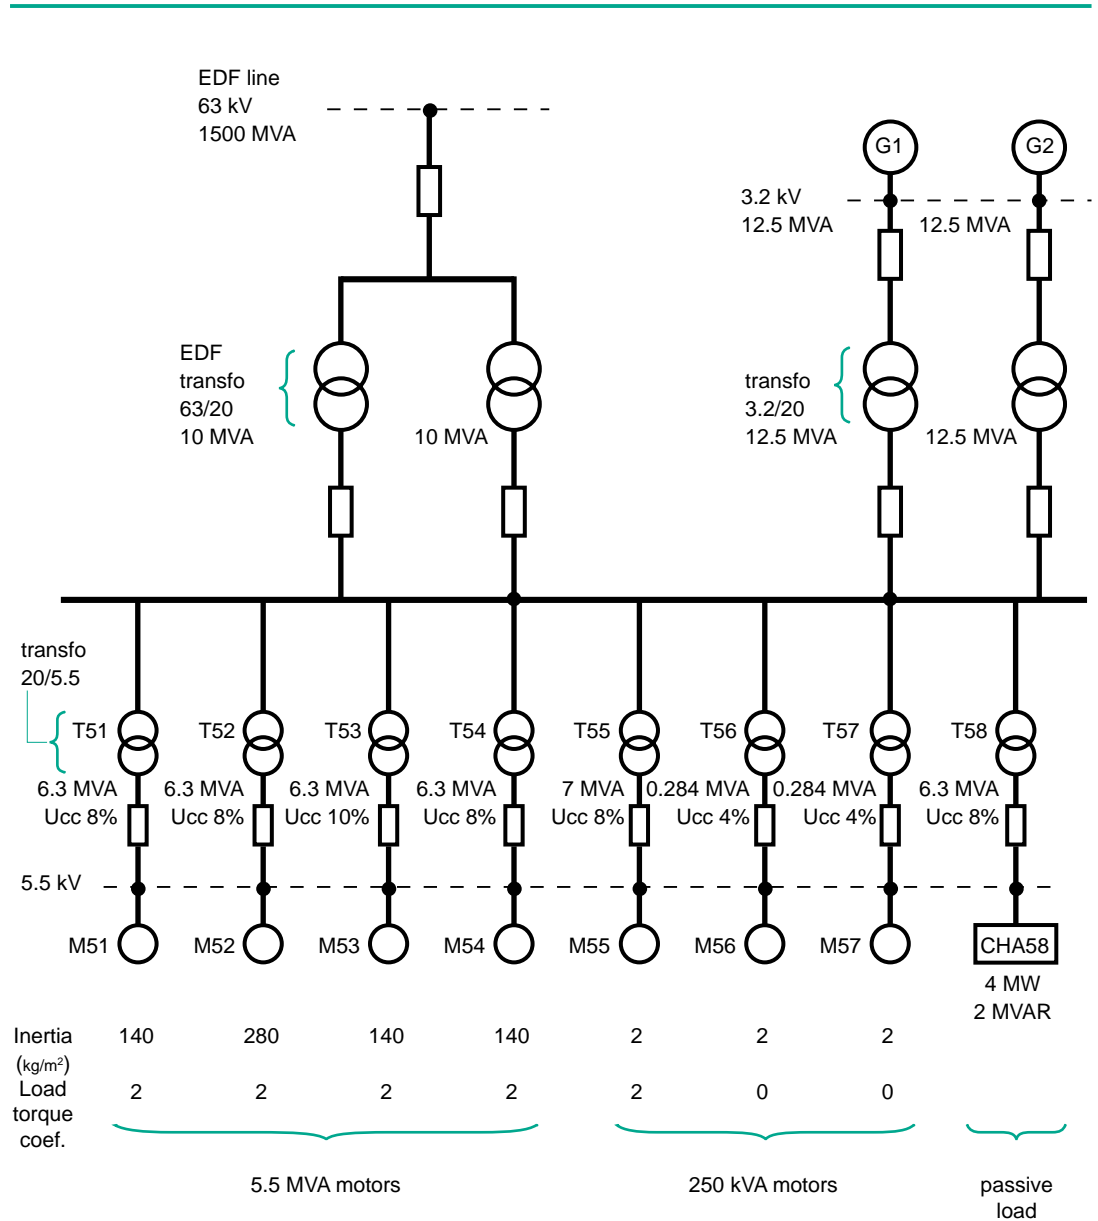 EDF line
63 kV
1500 MVA
G1
G2
3.2 kV
12.5 MVA
12.5 MVA
EDF
transfo
63/20
10 MVA
10 MVA
transfo
3.2/20
12.5 MVA
12.5 MVA
transfo
20/5.5
T51 T52 T53 T54 T55 T56 T57 T58
6.3 MVA 6.3 MVA 6.3 MVA 6.3 MVA 7 MVA 0.284 MVA 0.284 MVA 6.3 MVA
Ucc 8% Ucc 8% Ucc 10% Ucc 8% Ucc 8% Ucc 4% Ucc 4% Ucc 8%
5.5 kV
M51 M52 M53 M54 M55 M56 M57 CHA58
4 MW
2 MVAR
Inertia 140 280 140 140 2 2 2
(kg/m²)
Load 2 2 2 2 2 0 0
torque
coef.
5.5 MVA motors
250 kVA motors
passive
load